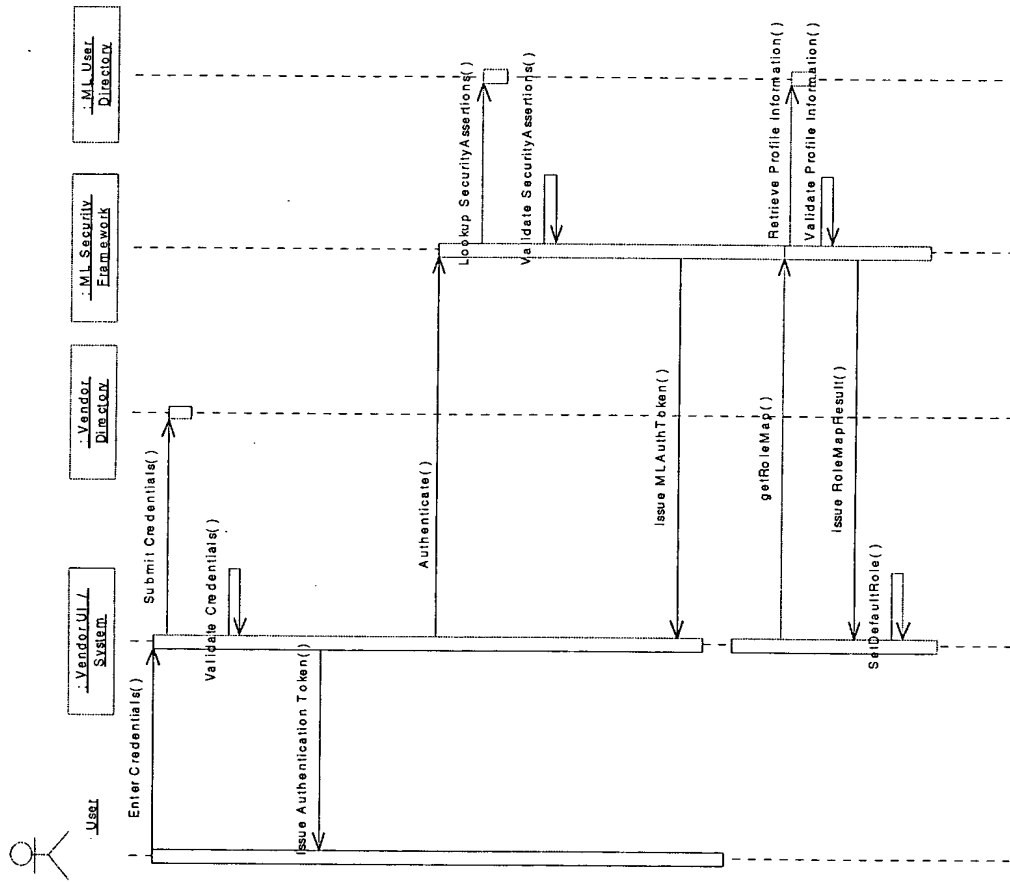 : User
: Vendor UI /
System
: Vendor
Directory
: ML Security
Framework
: ML User
Directory
Enter Credentials()
Submit Credentials()
Validate Credentials()
Issue Authentication Token()
Authenticate()
Lookup SecurityAssertions()
Validate SecurityAssertions()
Issue MLAuthToken()
getRoleMap()
Retrieve Profile Information()
Validate Profile Information()
Issue RoleMapResult()
SetDefaultRole()